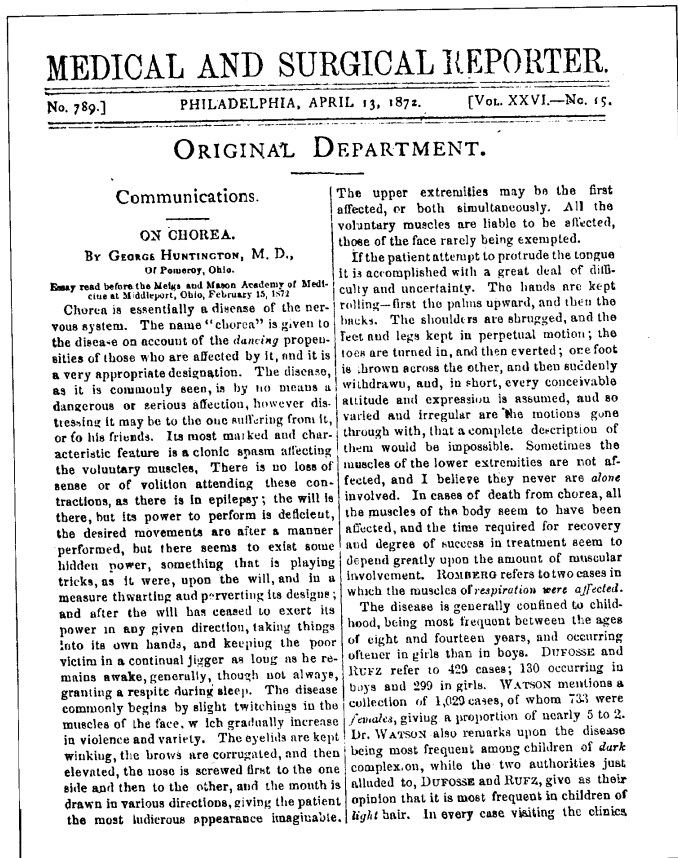 MEDICAL AND SURGICAL REPORTER.
No. 789.] PHILADELPHIA, APRIL 13, 1872. [VOL. XXVI.—No. 15.
ORIGINAL DEPARTMENT.
Communications.
ON CHOREA.
BY GEORGE HUNTINGTON, M. D.,
Of Pomeroy, Ohio.
Essay read before the Meigs and Mason Academy of Medi-
cine at Middleport, Ohio, February 15, 1872
Chorea is essentially a disease of the ner-
vous system. The name "chorea" is given to
the disease on account of the dancing propen-
sities of those who are affected by it, and it is
a very appropriate designation. The disease,
as it is commonly seen, is by no means a
dangerous or serious affection, however dis-
tressing it may be to the one suffering from it,
or to his friends. Its most marked and char-
acteristic feature is a clonic spasm affecting
the voluntary muscles. There is no loss of
sense or of volition attending these con-
tractions, as there is in epilepsy; the will is
there, but its power to perform is deficient,
the desired movements are after a manner
performed, but there seems to exist some
hidden power, something that is playing
tricks, as it were, upon the will, and in a
measure thwarting and perverting its designs;
and after the will has ceased to exert its
power in any given direction, taking things
into its own hands, and keeping the poor
victim in a continual jigger as long as he re-
mains awake, generally, though not always,
granting a respite during sleep. The disease
commonly begins by slight twitchings in the
muscles of the face, w ich gradually increase
in violence and variety. The eyelids are kept
winking, the brows are corrugated, and then
elevated, the nose is screwed first to the one
side and then to the other, and the mouth is
drawn in various directions, giving the patient
the most ludicrous appearance imaginable.
The upper extremities may be the first
affected, or both simultaneously. All the
voluntary muscles are liable to be affected,
those of the face rarely being exempted.
If the patient attempt to protrude the tongue
it is accomplished with a great deal of diffi-
culty and uncertainty. The hands are kept
rolling—first the palms upward, and then the
backs. The shoulders are shrugged, and the
feet and legs kept in perpetual motion; the
toes are turned in, and then everted; one foot
is thrown across the other, and then suddenly
withdrawn, and, in short, every conceivable
attitude and expression is assumed, and so
varied and irregular are the motions gone
through with, that a complete description of
them would be impossible. Sometimes the
muscles of the lower extremities are not af-
fected, and I believe they never are alone
involved. In cases of death from chorea, all
the muscles of the body seem to have been
affected, and the time required for recovery
and degree of success in treatment seem to
depend greatly upon the amount of muscular
involvement. ROMBERG refers to two cases in
which the muscles of respiration were affected.
The disease is generally confined to child-
hood, being most frequent between the ages
of eight and fourteen years, and occurring
oftener in girls than in boys. DUFOSSE and
RUFZ refer to 429 cases; 130 occurring in
boys and 299 in girls. WATSON mentions a
collection of 1,029 cases, of whom 733 were
females, giving a proportion of nearly 5 to 2.
Dr. WATSON also remarks upon the disease
being most frequent among children of dark
complex.on, while the two authorities just
alluded to, DUFOSSE and RUFZ, give as their
opinion that it is most frequent in children of
light hair. In every case visiting the clinics